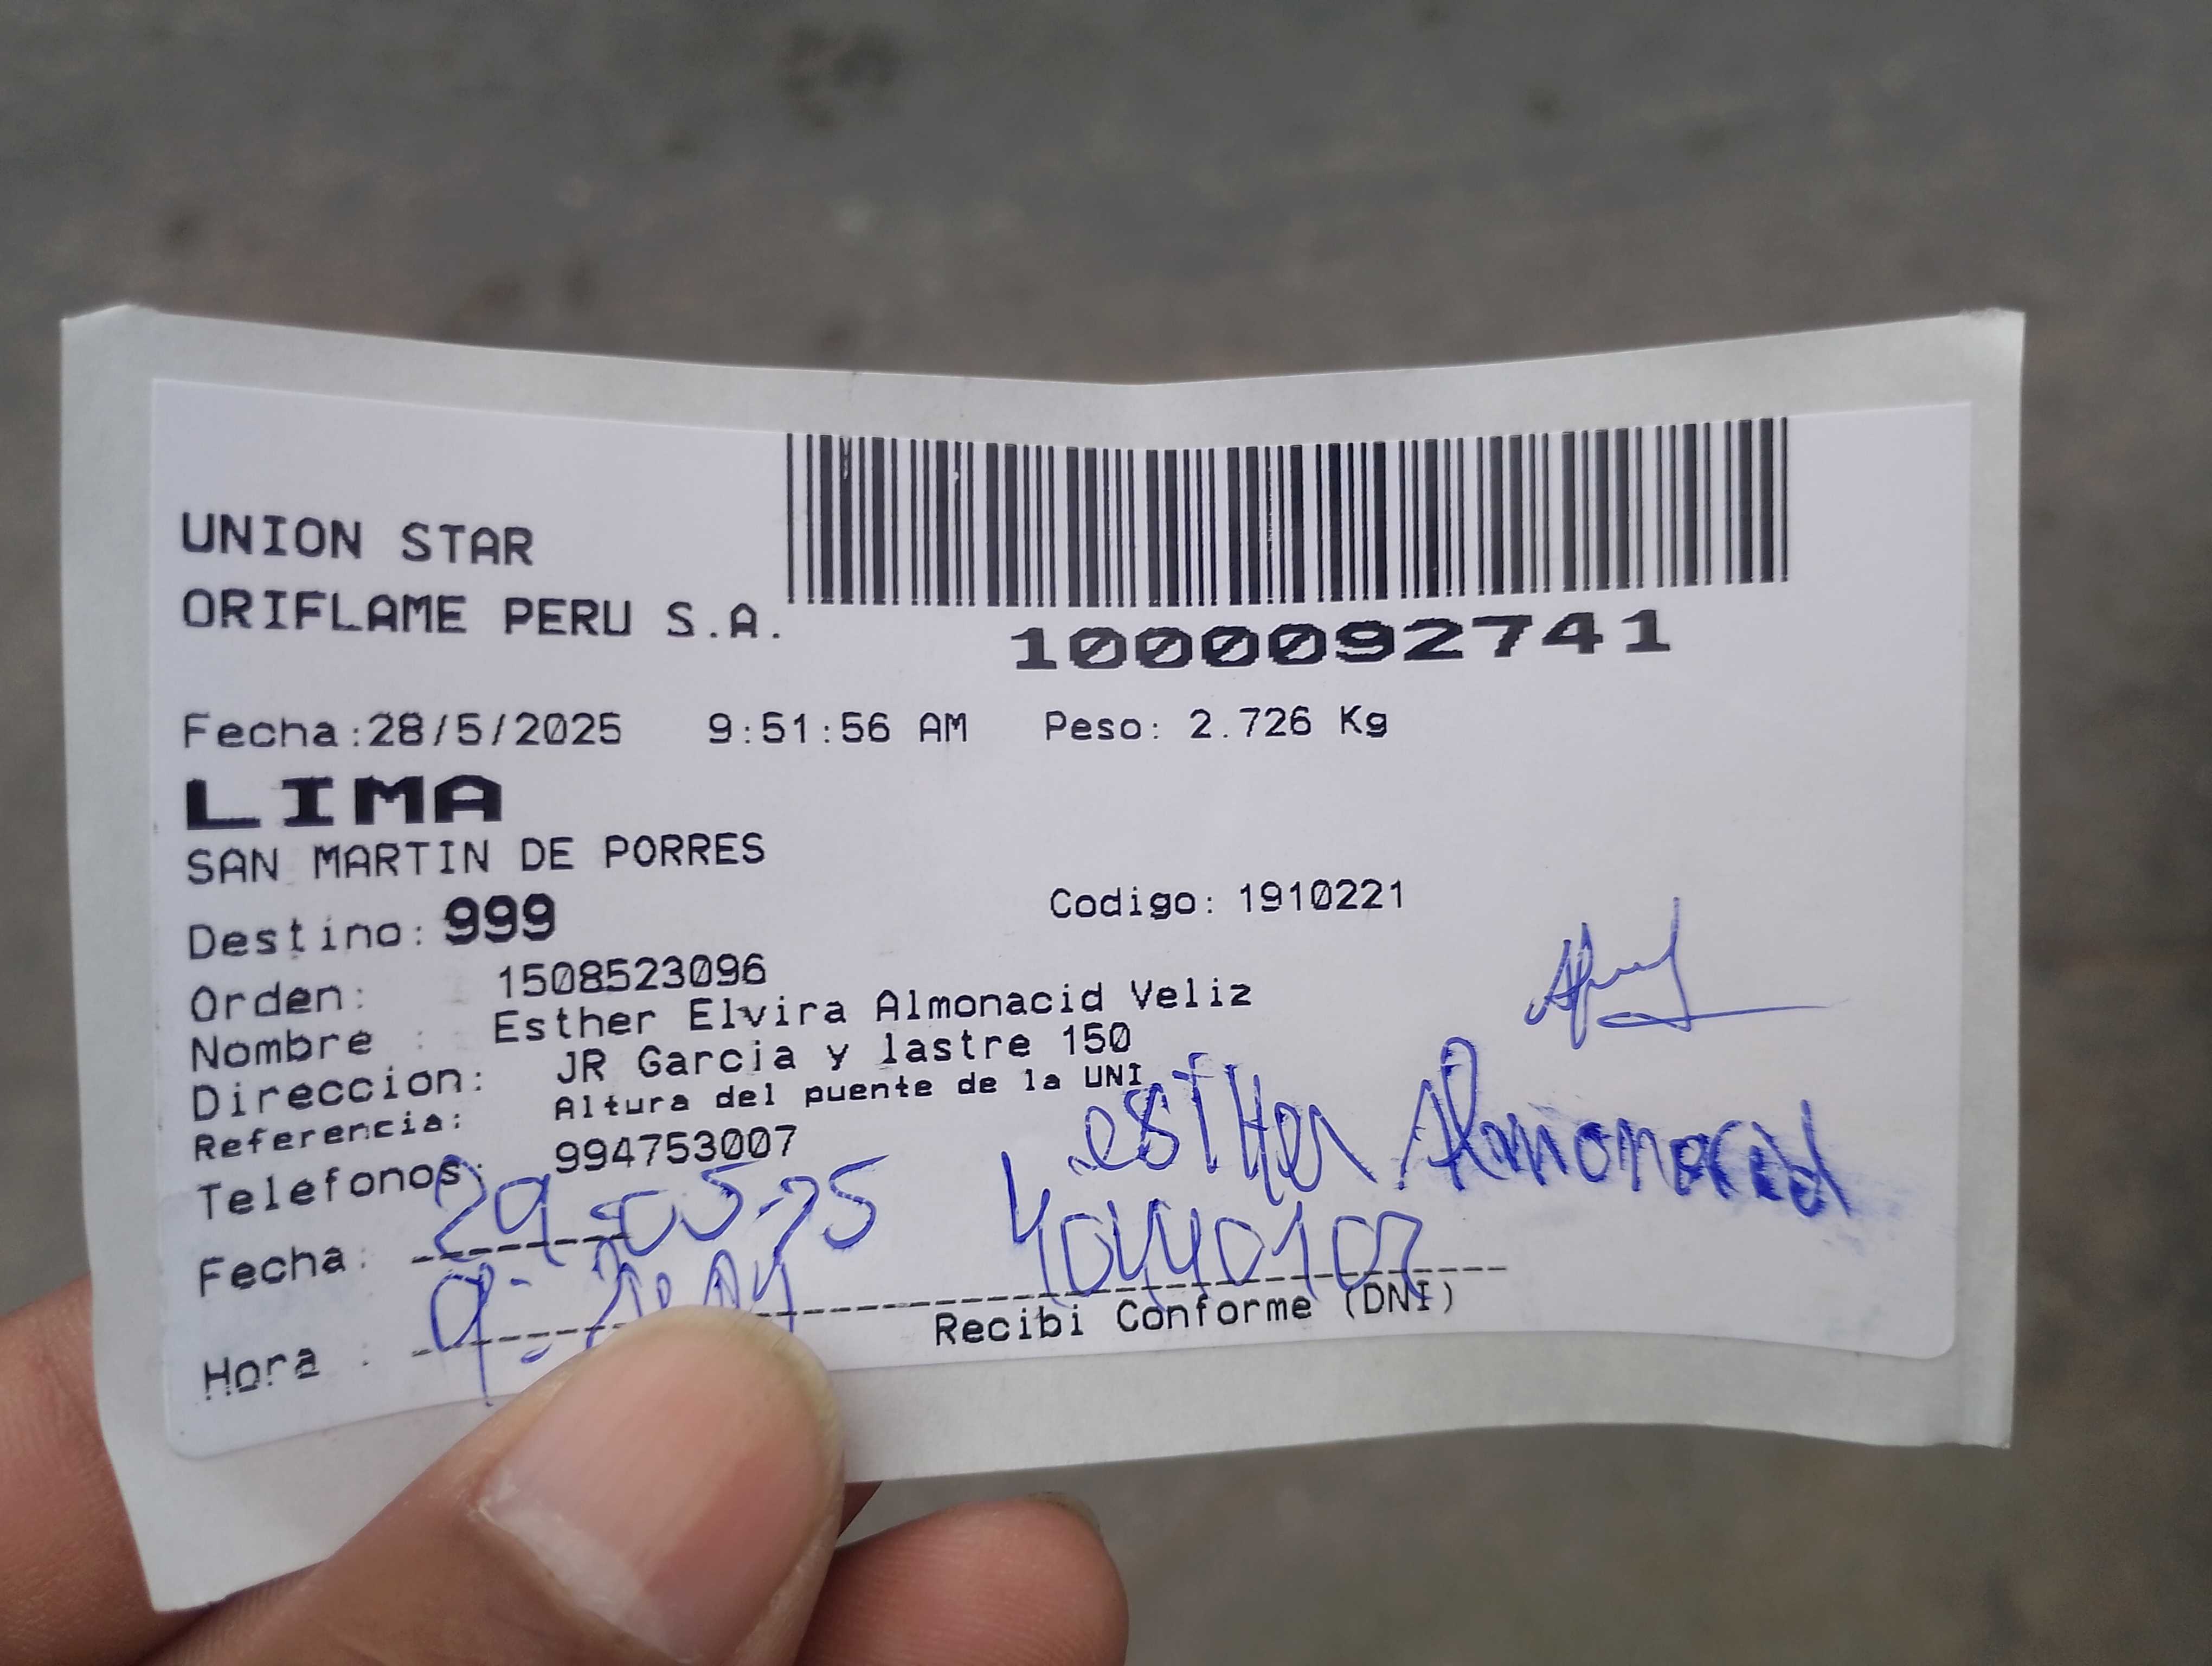 UNION STAR
ORIFLAME PERU S.A.
1000092741
Fecha:28/5/2025 9:51:56 AM Peso: 2.726 Kg
LIMA
SAN MARTIN DE PORRES
Destino: 999 Codigo: 1910221
Orden: 1508523096
Nombre : Esther Elvira Almonacid Veliz
Direccion: JR Garcia y lastre 150
Referencia: Altura del puente de la UNI
Telefonos: 994753007
esther Almonacid
Fecha: 29-05-25 40440102
Hora :
Recibi Conforme (DNI)